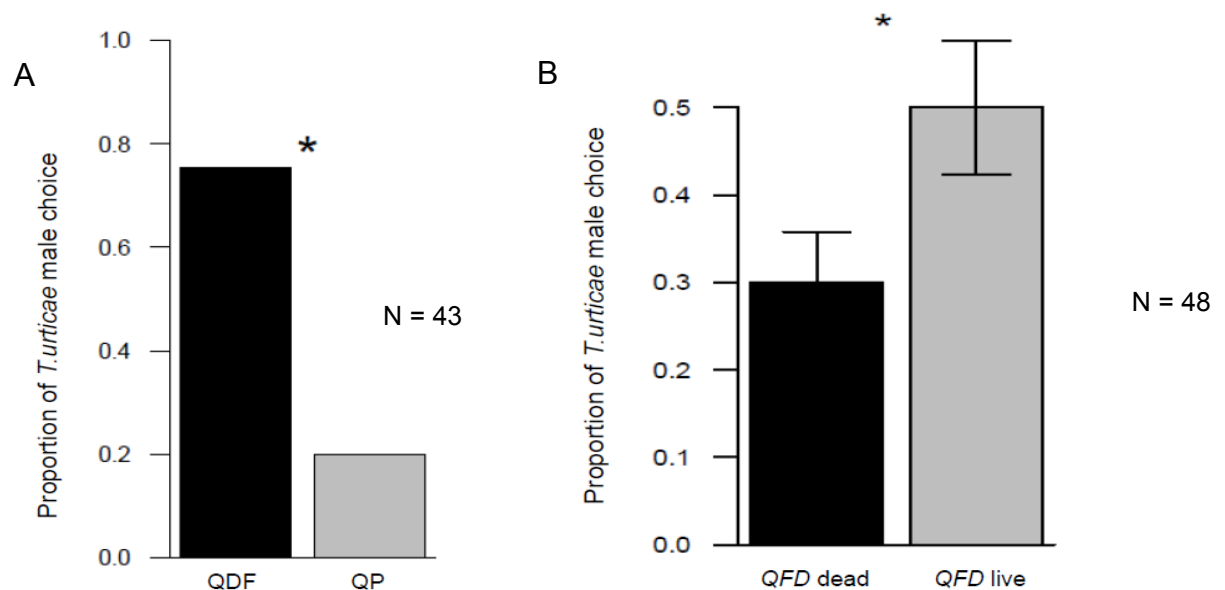 A
Proportion of T.urticae male choice
1.0
0.8
0.6
0.4
0.2
0.0
*
N = 43
QDF
QP
B
Proportion of T.urticae male choice
0.5
0.4
0.3
0.2
0.1
0.0
*
N = 48
QFD dead
QFD live